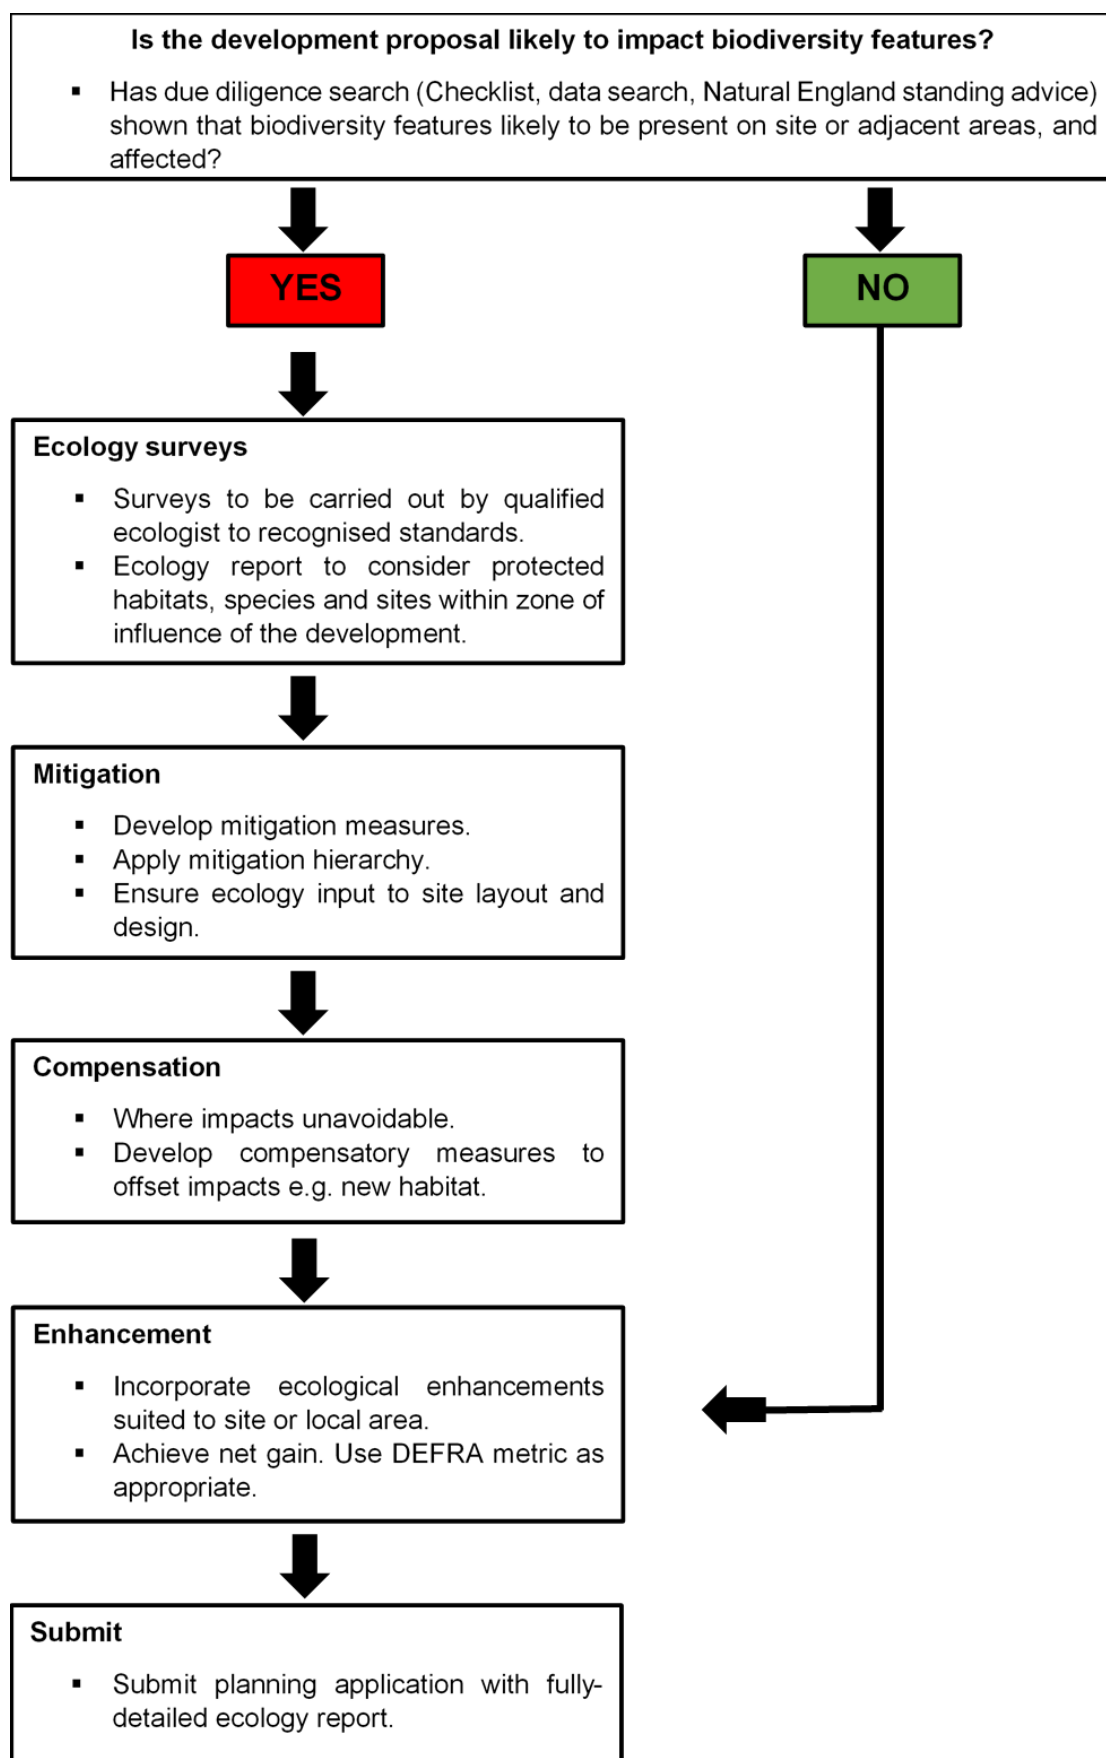 Is the development proposal likely to impact biodiversity features?
▪ Has due diligence search (Checklist, data search, Natural England standing advice)
shown that biodiversity features likely to be present on site or adjacent areas, and
affected?
YES
NO
Ecology surveys
▪ Surveys to be carried out by qualified
ecologist to recognised standards.
▪ Ecology report to consider protected
habitats, species and sites within zone of
influence of the development.
Mitigation
▪ Develop mitigation measures.
▪ Apply mitigation hierarchy.
▪ Ensure ecology input to site layout and
design.
Compensation
▪ Where impacts unavoidable.
▪ Develop compensatory measures to
offset impacts e.g. new habitat.
Enhancement
▪ Incorporate ecological enhancements
suited to site or local area.
▪ Achieve net gain. Use DEFRA metric as
appropriate.
Submit
▪ Submit planning application with fully-
detailed ecology report.